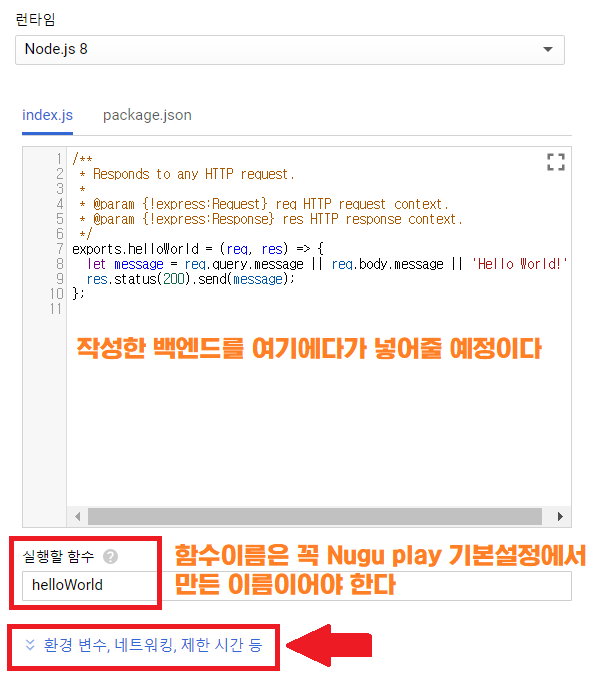 런타임
Node.js 8
index.js package.json
1 /**
2 * Responds to any HTTP request.
3 *
4 * @param {!express:Request} req HTTP request context.
5 * @param {!express:Response} res HTTP response context.
6 */
7 exports.helloWorld = (req, res) => {
8 let message = req.query.message || req.body.message || 'Hello World!'
9 res.status(200).send(message);
10 };
11
작성한 백엔드를 여기에다가 넣어줄 예정이다
실행할 함수 ?
helloWorld
함수이름은 꼭 Nugu play 기본설정에서
만든 이름이어야 한다
환경 변수, 네트워킹, 제한 시간 등